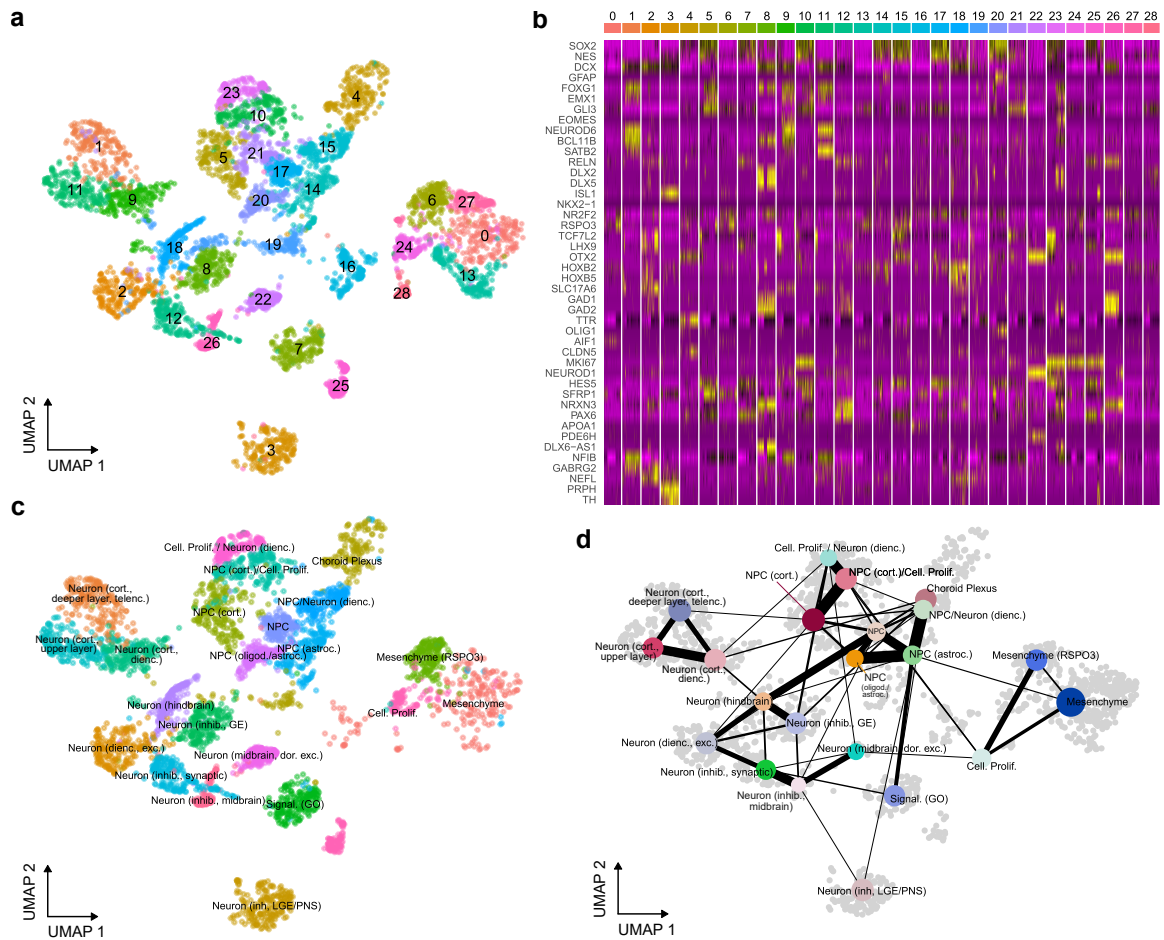 a
23
10
4
1
5
21
15
17
14
11
9
20
6
27
0
18
19
24
8
16
13
2
22
28
12
26
7
25
3
UMAP 2
UMAP 1
b
0 1 2 3 4 5 6 7 8 9 10 11 12 13 14 15 16 17 18 19 20 21 22 23 24 25 26 27 28
SOX2
NES
DCX
GFAP
FOXG1
EMX1
GLI3
EOMES
NEUROD6
BCL11B
SATB2
RELN
DLX2
DLX5
ISL1
NKX2−1
NR2F2
RSPO3
TCF7L2
LHX9
OTX2
HOXB2
HOXB5
SLC17A6
GAD1
GAD2
TTR
OLIG1
AIF1
CLDN5
MKI67
NEUROD1
HES5
SFRP1
NRXN3
PAX6
APOA1
PDE6H
DLX6−AS1
NFIB
GABRG2
NEFL
PRPH
TH
c
Cell. Prolif. / Neuron (dienc.)
Choroid Plexus
NPC (cort.)/Cell. Prolif.
Neuron (cort.,
deeper layer, telenc.)
NPC/Neuron (dienc.)
NPC (cort.)
NPC
Neuron (cort.,
upper layer)
Neuron (cort.,
dienc.)
NPC (astroc.)
NPC (oligod./astroc.)
Mesenchyme (RSPO3)
Mesenchyme
Cell. Prolif.
Neuron (hindbrain)
Neuron (inhib., GE)
Neuron (dienc., exc.)
Neuron (midbrain, dor. exc.)
Neuron (inhib., synaptic)
Neuron (inhib., midbrain)
Signal. (GO)
Neuron (inh, LGE/PNS)
UMAP 2
UMAP 1
d
Cell. Prolif. / Neuron (dienc.)
NPC (cort.)
NPC (cort.)/Cell. Prolif.
Choroid Plexus
Neuron (cort.,
deeper layer, telenc.)
NPC/Neuron (dienc.)
NPC
Neuron (cort.,
upper layer)
Neuron (cort.,
dienc.)
NPC (astroc.)
Mesenchyme (RSPO3)
NPC
(oligod./
astroc.)
Neuron (hindbrain)
Mesenchyme
Neuron (inhib., GE)
Neuron (dienc., exc.)
Neuron (midbrain, dor. exc.)
Cell. Prolif.
Neuron (inhib., synaptic)
Neuron (inhib.,
midbrain)
Signal. (GO)
Neuron (inh, LGE/PNS)
UMAP 2
UMAP 1